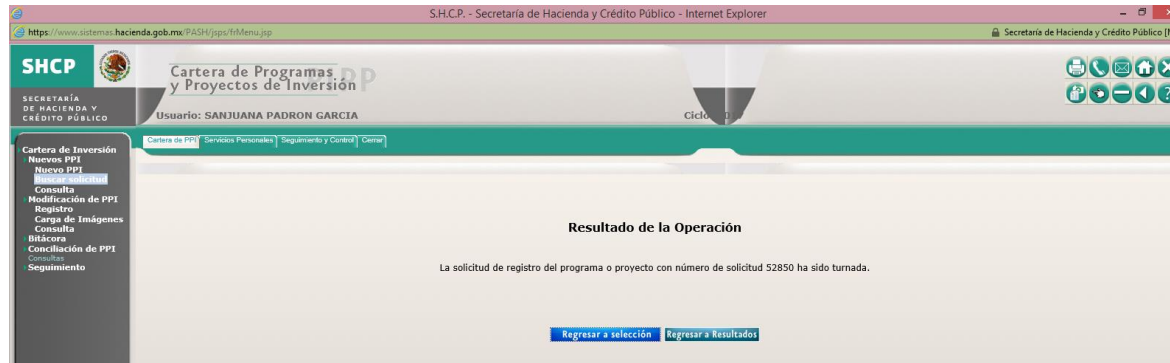 S.H.C.P. - Secretaría de Hacienda y Crédito Público - Internet Explorer
https://www.sistemas.hacienda.gob.mx/PASH/jsps/frMenu.jsp
Secretaría de Hacienda y Crédito Público [
SHCP
SECRETARÍA
DE HACIENDA Y
CRÉDITO PÚBLICO
Cartera de Programas
y Proyectos de Inversión
Usuario: SANJUANA PADRON GARCIA
Cartera de PPI
Servicios Personales
Seguimiento y Control
Cerrar
Cartera de Inversión
Nuevos PPI
Nuevo PPI
Buscar solicitud
Consulta
Modificación de PPI
Registro
Carga de Imágenes
Consulta
Bitácora
Conciliación de PPI
Consultas
Seguimiento
Resultado de la Operación
La solicitud de registro del programa o proyecto con número de solicitud 52850 ha sido turnada.
Regresar a selección
Regresar a Resultados